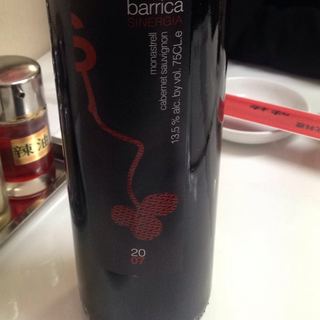 barrica
SINERGIA
monastrell
cabernet sauvignon
13.5 % alc. by vol. 75CL.e
20
07
辣油